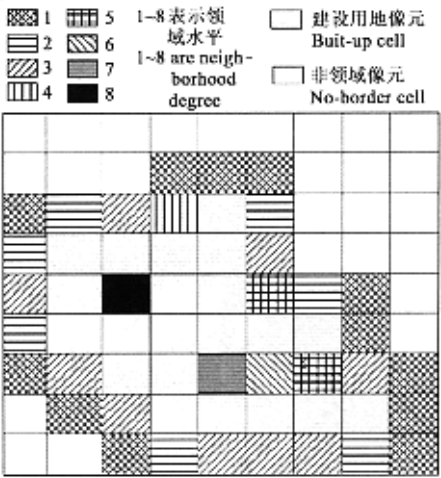 1 5 1~8 表示领 建设用地像元
2 6 域水平 Buit-up cell
3 7 1~8 are neigh-
borhood 非领域像元
4 8 degree No-border cell